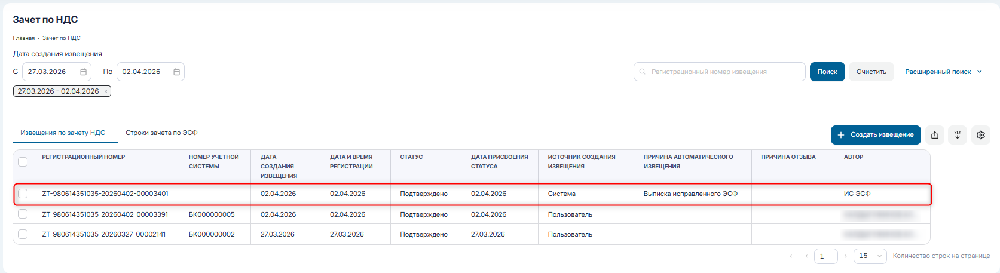 Зачет по НДС
Главная • Зачет по НДС
Дата создания извещения
С 27.03.2026 По 02.04.2026 Регистрационный номер извещения Поиск Очистить Расширенный поиск
27.03.2026 - 02.04.2026 ×
Извещения по зачету НДС Строки зачета по ЭСФ + Создать извещение XLS
РЕГИСТРАЦИОННЫЙ НОМЕР НОМЕР УЧЕТНОЙ СИСТЕМЫ ДАТА СОЗДАНИЯ ИЗВЕЩЕНИЯ ДАТА И ВРЕМЯ РЕГИСТРАЦИИ СТАТУС ДАТА ПРИСВОЕНИЯ СТАТУСА ИСТОЧНИК СОЗДАНИЯ ИЗВЕЩЕНИЯ ПРИЧИНА АВТОМАТИЧЕСКОГО ИЗВЕЩЕНИЯ ПРИЧИНА ОТЗЫВА АВТОР
ZT-980614351035-20260402-00003401 02.04.2026 02.04.2026 Подтверждено 02.04.2026 Система Выписка исправленного ЭСФ ИС ЭСФ
ZT-980614351035-20260402-00003391 БК000000005 02.04.2026 02.04.2026 Подтверждено 02.04.2026 Пользователь
ZT-980614351035-20260327-00002141 БК000000002 27.03.2026 27.03.2026 Подтверждено 27.03.2026 Пользователь
1 15 Количество строк на странице